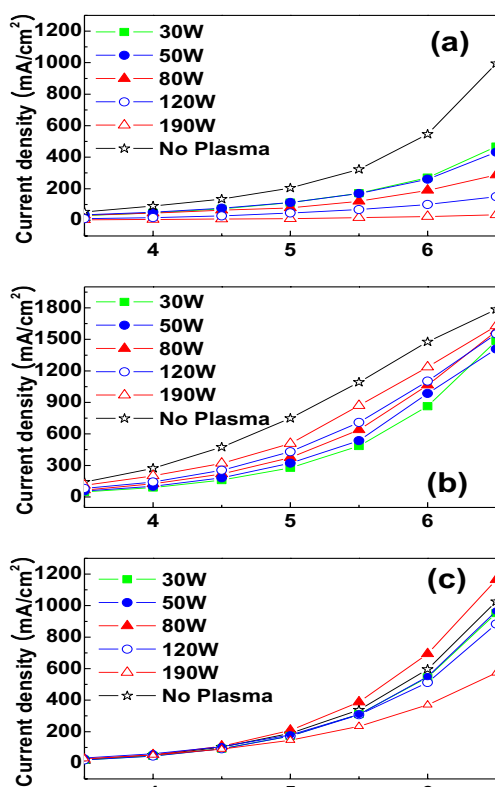 1200
1000
800
600
400
200
0
Current density (mA/cm²)
30W
50W
80W
120W
190W
No Plasma
(a)
4 5 6
1800
1500
1200
900
600
300
0
Current density (mA/cm²)
30W
50W
80W
120W
190W
No Plasma
(b)
4 5 6
1200
1000
800
600
400
200
0
Current density (mA/cm²)
30W
50W
80W
120W
190W
No Plasma
(c)